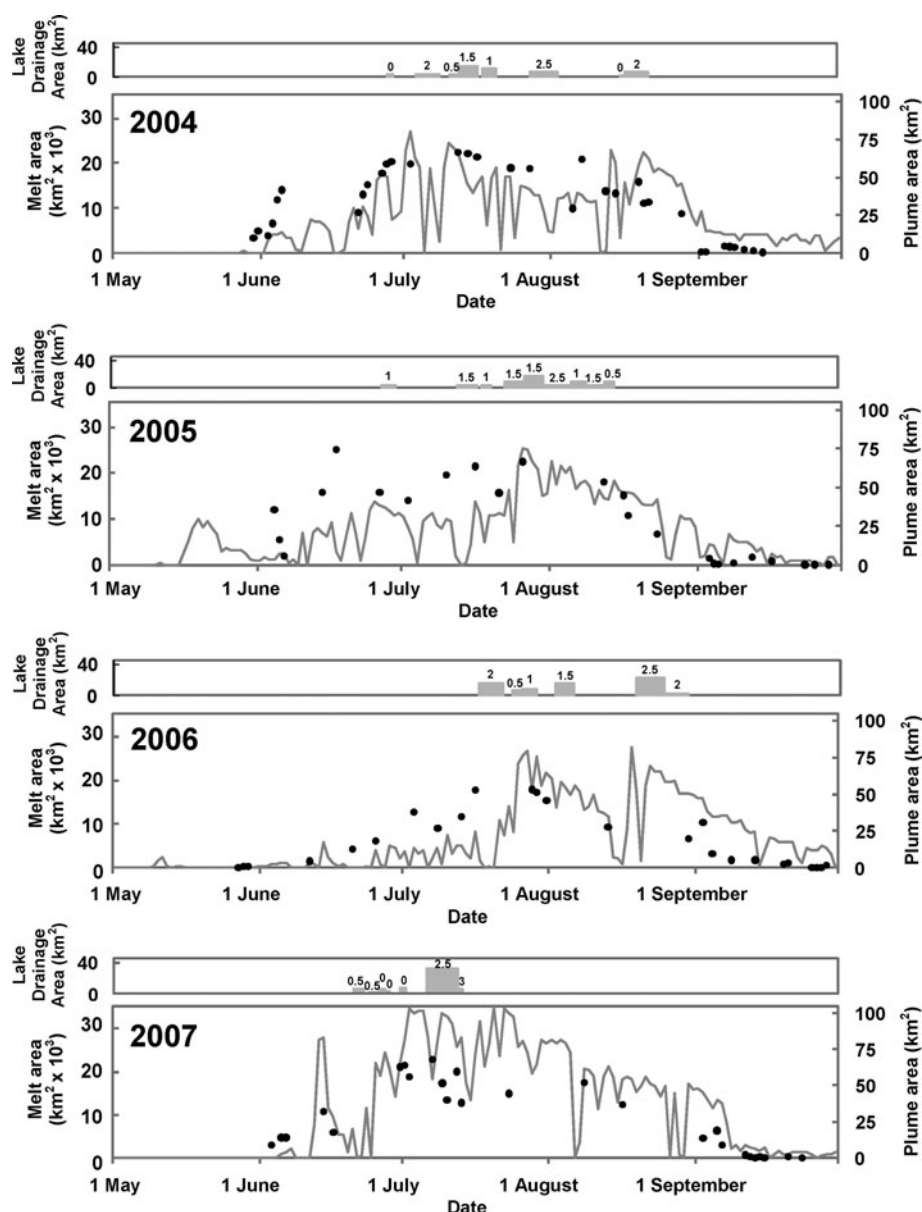 Lake
Drainage
Area (km²)
40
0
0 2 0.5 1.5 1 2.5 0 2
2004
Melt area
(km² x 10³)
30
20
10
0
100
75
50
25
0
Plume area (km²)
1 May 1 June 1 July 1 August 1 September
Date
Lake
Drainage
Area (km²)
40
0
1 1.5 1 1.5 1.5 2.5 1 1.5 0.5
2005
Melt area
(km² x 10³)
30
20
10
0
100
75
50
25
0
Plume area (km²)
1 May 1 June 1 July 1 August 1 September
Date
Lake
Drainage
Area (km²)
40
0
2 0.5 1 1.5 2.5 2
2006
Melt area
(km² x 10³)
30
20
10
0
100
75
50
25
0
Plume area (km²)
1 May 1 June 1 July 1 August 1 September
Date
Lake
Drainage
Area (km²)
40
0
0.5 0.5 0 0 0 2.5 3
2007
Melt area
(km² x 10³)
30
20
10
0
100
75
50
25
0
Plume area (km²)
1 May 1 June 1 July 1 August 1 September
Date